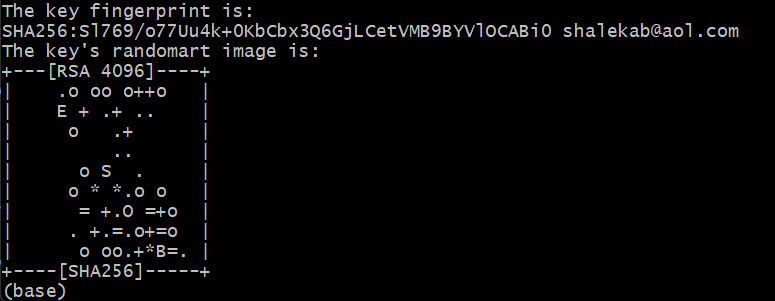 The key fingerprint is:
SHA256:Sl769/o77Uu4k+0KbCbx3Q6GjLCetVMB9BYVlOCABi0 shalekab@aol.com
The key's randomart image is:
+---[RSA 4096]----+
|     .o oo o++o   |
|     E + .+ ..    |
|      o   .+      |
|          ..      |
|       o S  .     |
|      o * *.o o   |
|       = +.O =+o  |
|      . +.=.o+=o  |
|       o oo.+*B=. |
+----[SHA256]-----+
(base)